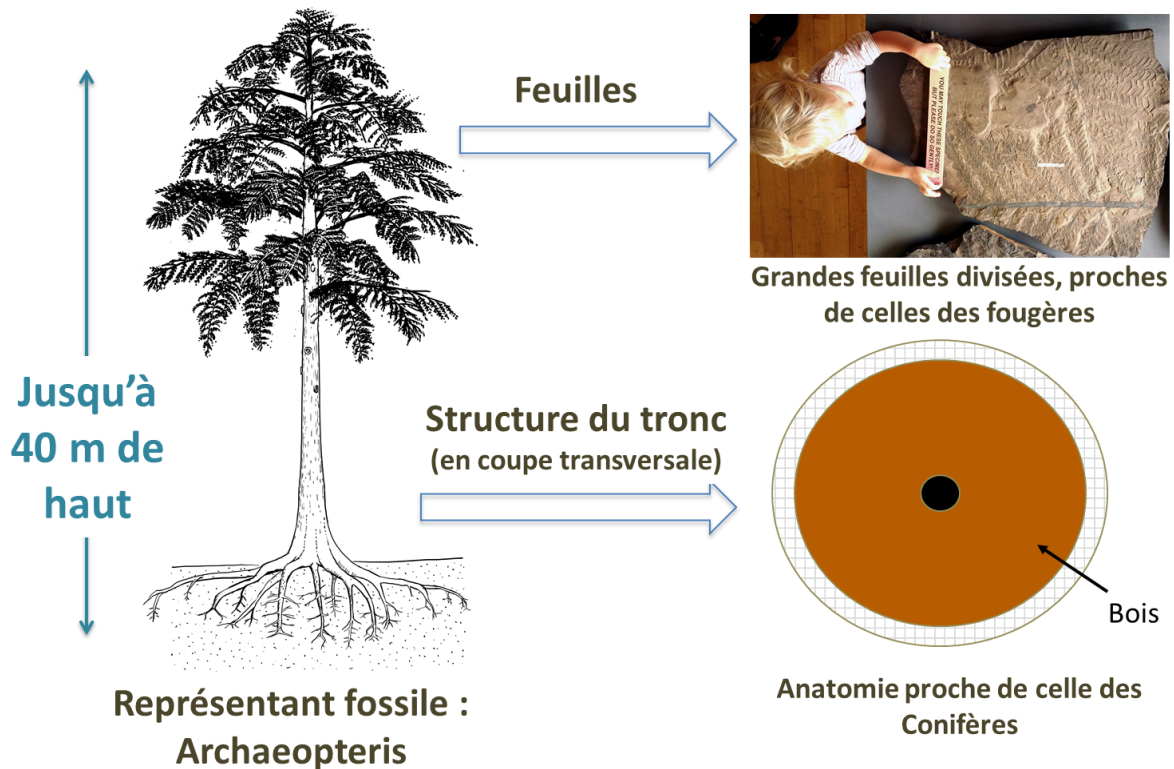 Feuilles
YOU MAY TOUCH THESE SPECIMENS
BUT PLEASE DO SO GENTLY!
Grandes feuilles divisées, proches
de celles des fougères
Jusqu’à
40 m de
haut
Structure du tronc
(en coupe transversale)
Bois
Représentant fossile :
Archaeopteris
Anatomie proche de celle des
Conifères